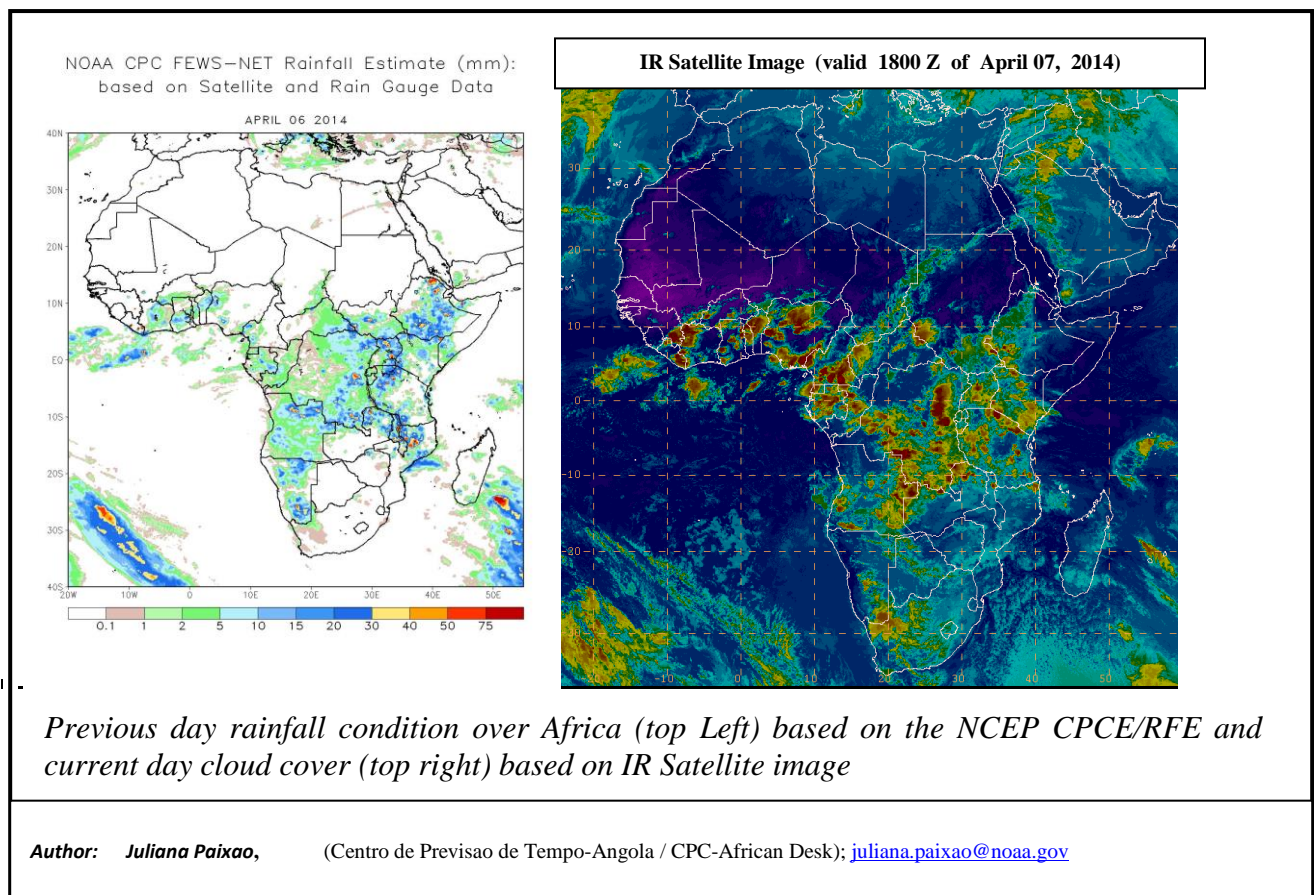 NOAA CPC FEWS-NET Rainfall Estimate (mm):
based on Satellite and Rain Gauge Data
APRIL 06 2014
40N
30N
20N
10N
EQ
10S
20S
30S
40S
20W 10W 0 10E 20E 30E 40E 50E
0.1 1 2 5 10 15 20 30 40 50 75
IR Satellite Image (valid 1800 Z of April 07, 2014)
30
20
10
0
-10
-20
-30
-20 -10 0 10 20 30 40 50
Previous day rainfall condition over Africa (top Left) based on the NCEP CPCE/RFE and
current day cloud cover (top right) based on IR Satellite image
Author: Juliana Paixao, (Centro de Previsao de Tempo-Angola / CPC-African Desk); juliana.paixao@noaa.gov